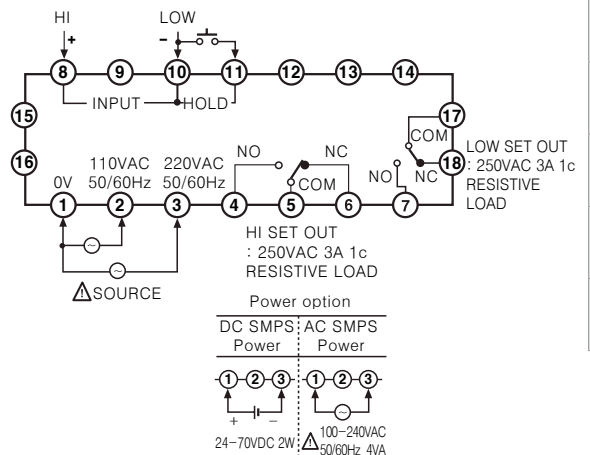 HI LOW
+ -
8 9 10 11 12 13 14
INPUT HOLD
15 17
COM
16 18
LOW SET OUT
: 250VAC 3A 1c
RESISTIVE
LOAD
110VAC 220VAC NO NC
0V 50/60Hz 50/60Hz COM NO NC
1 2 3 4 5 6 7
~
~
HI SET OUT
: 250VAC 3A 1c
RESISTIVE LOAD
! SOURCE
Power option
DC SMPS AC SMPS
Power Power
1 2 3 1 2 3
+ − ~
24-70VDC 2W ! 100-240VAC
50/60Hz 4VA